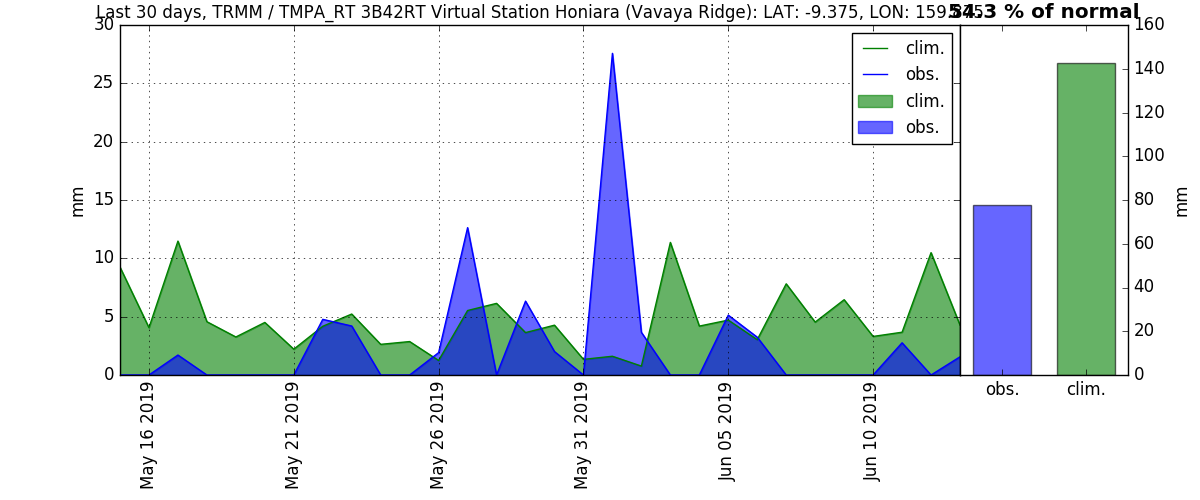 Last 30 days, TRMM / TMPA_RT 3B42RT Virtual Station Honiara (Vavaya Ridge): LAT: -9.375, LON:
54.3 % of normal
30
25
20
15
10
5
0
mm
clim.
obs.
clim.
obs.
May 16 2019
May 21 2019
May 26 2019
May 31 2019
Jun 05 2019
Jun 10 2019
160
140
120
100
80
60
40
20
0
mm
obs.
clim.